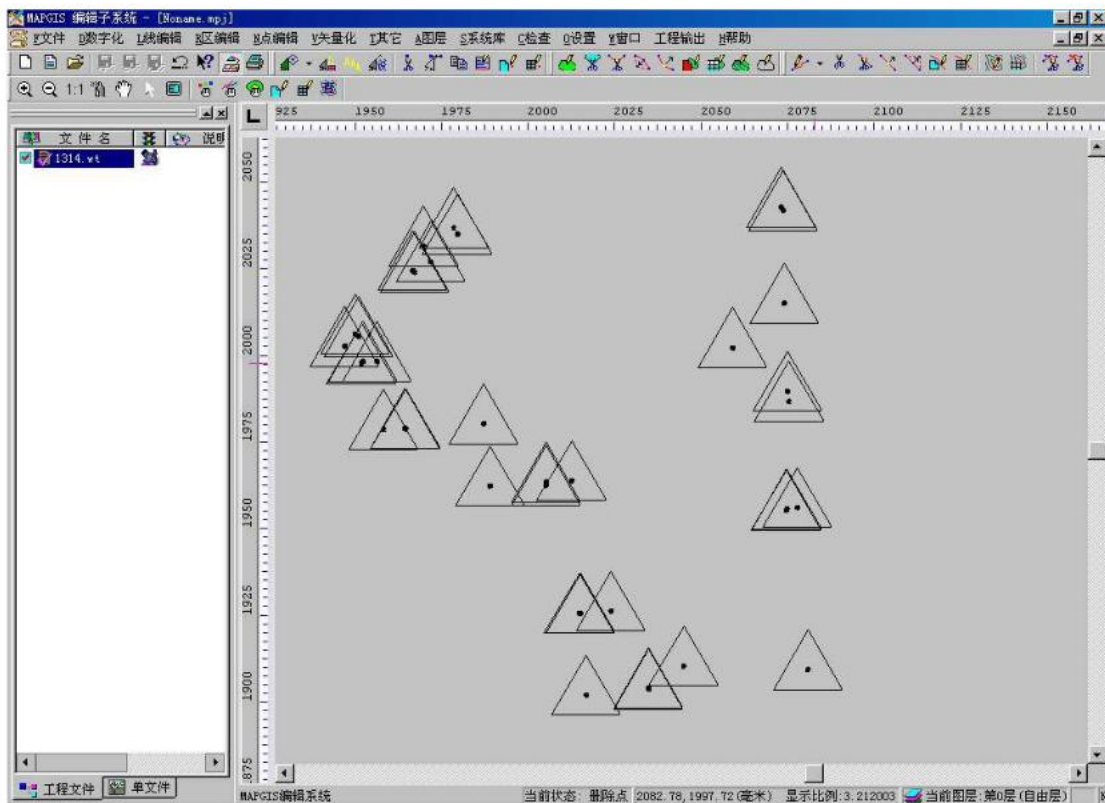 MAPGIS 编辑子系统 - [Noname.mpj]
F文件 D数字化 L线编辑 R区编辑 N点编辑 V矢量化 T其它 A图层 S系统库 C检查 O设置 W窗口 工程输出 H帮助
1:1
925 1950 1975 2000 2025 2050 2075 2100 2125 2150
文件名 说明
1314.wt
2050
2025
2000
1975
1950
1925
1900
1875
工程文件 单文件
MAPGIS编辑系统 当前状态: 删除点 2082.78,1997.72(毫米) 显示比例:3.212003 当前图层:第0层(自由层)